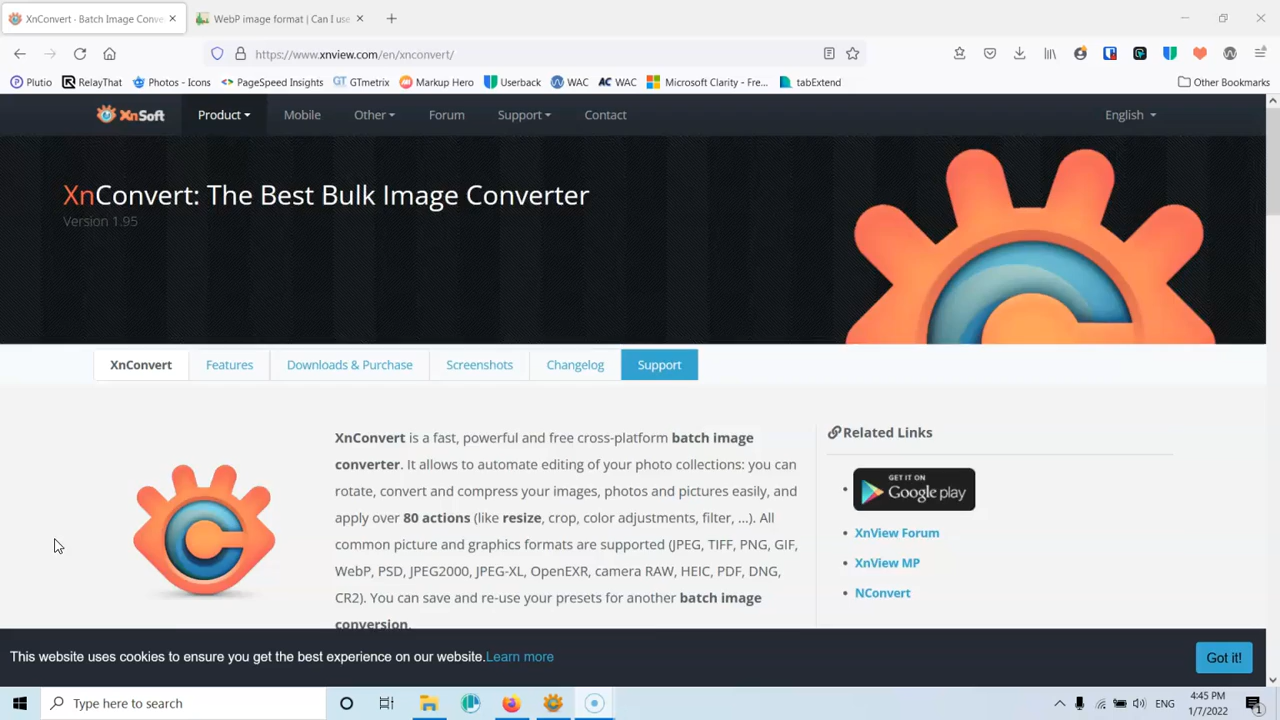 XnConvert - Batch Image Conve
WebP image format | Can I use
https://www.xnview.com/en/xnconvert/
Plutio
RelayThat
Photos - Icons
PageSpeed Insights
GT GTmetrix
Markup Hero
Userback
WAC
AC WAC
Microsoft Clarity - Fre...
tabExtend
Other Bookmarks
XnSoft
Product
Mobile
Other
Forum
Support
Contact
English
XnConvert: The Best Bulk Image Converter
Version 1.95
XnConvert
Features
Downloads & Purchase
Screenshots
Changelog
Support
XnConvert is a fast, powerful and free cross-platform batch image
converter. It allows to automate editing of your photo collections: you can
rotate, convert and compress your images, photos and pictures easily, and
apply over 80 actions (like resize, crop, color adjustments, filter, ...). All
common picture and graphics formats are supported (JPEG, TIFF, PNG, GIF,
WebP, PSD, JPEG2000, JPEG-XL, OpenEXR, camera RAW, HEIC, PDF, DNG,
CR2). You can save and re-use your presets for another batch image
conversion.
Related Links
GET IT ON
Google play
XnView Forum
XnView MP
NConvert
This website uses cookies to ensure you get the best experience on our website.Learn more
Got it!
Type here to search
ENG
4:45 PM
1/7/2022
1